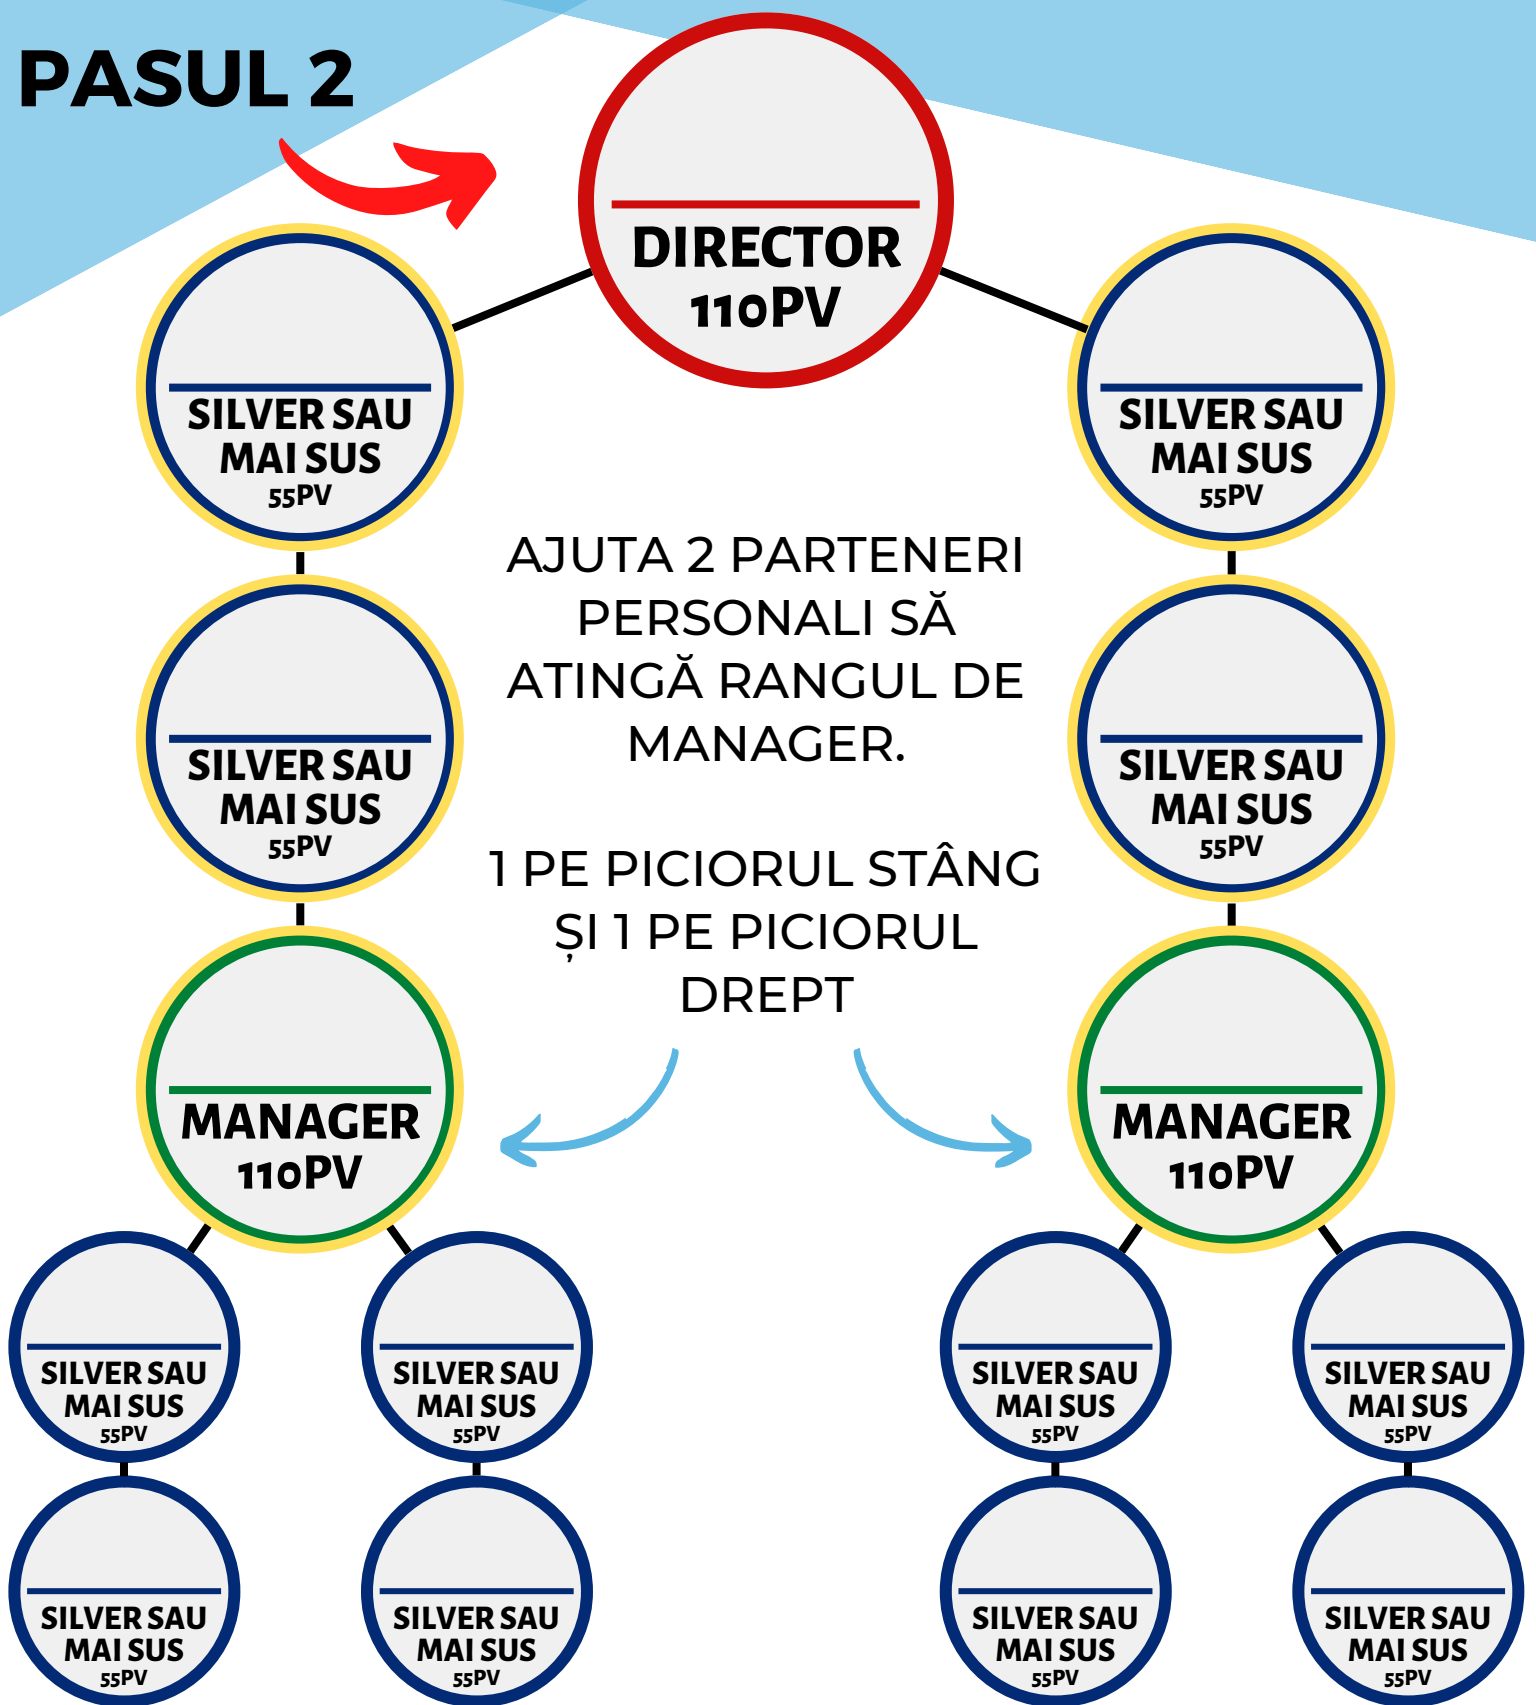 PASUL 2
DIRECTOR
110PV
SILVER SAU
MAI SUS
55PV
SILVER SAU
MAI SUS
55PV
AJUTA 2 PARTENERI
PERSONALI SĂ
ATINGĂ RANGUL DE
MANAGER.
SILVER SAU
MAI SUS
55PV
SILVER SAU
MAI SUS
55PV
1 PE PICIORUL STÂNG
ȘI 1 PE PICIORUL
DREPT
MANAGER
110PV
MANAGER
110PV
SILVER SAU
MAI SUS
55PV
SILVER SAU
MAI SUS
55PV
SILVER SAU
MAI SUS
55PV
SILVER SAU
MAI SUS
55PV
SILVER SAU
MAI SUS
55PV
SILVER SAU
MAI SUS
55PV
SILVER SAU
MAI SUS
55PV
SILVER SAU
MAI SUS
55PV